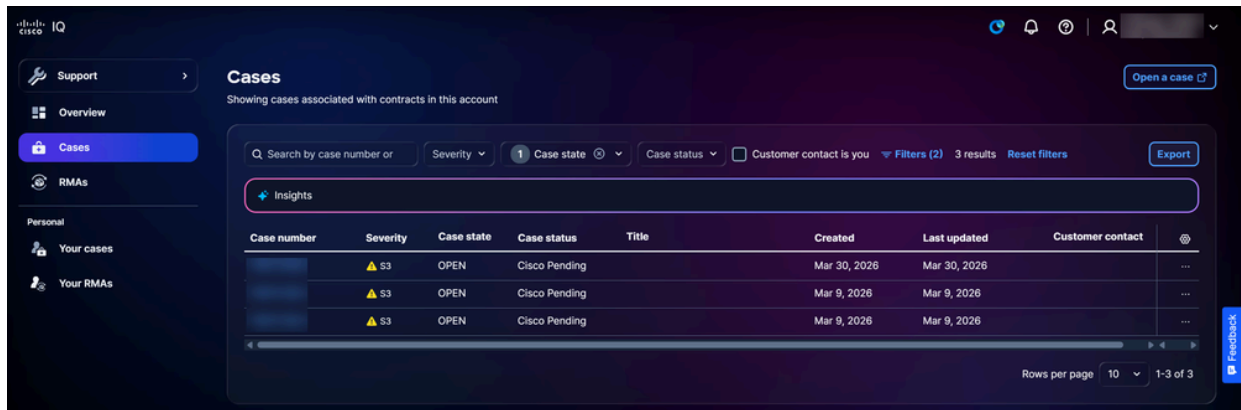 cisco IQ
Support
Overview
Cases
RMAs
Personal
Your cases
Your RMAs
Cases
Showing cases associated with contracts in this account
Open a case
Search by case number or
Severity
1 Case state
Case status
Customer contact is you
Filters (2)
3 results
Reset filters
Export
Insights
Case number Severity Case state Case status Title Created Last updated Customer contact
S3 OPEN Cisco Pending Mar 30, 2026 Mar 30, 2026 ...
S3 OPEN Cisco Pending Mar 9, 2026 Mar 9, 2026 ...
S3 OPEN Cisco Pending Mar 9, 2026 Mar 9, 2026 ...
Rows per page 10 1-3 of 3
Feedback